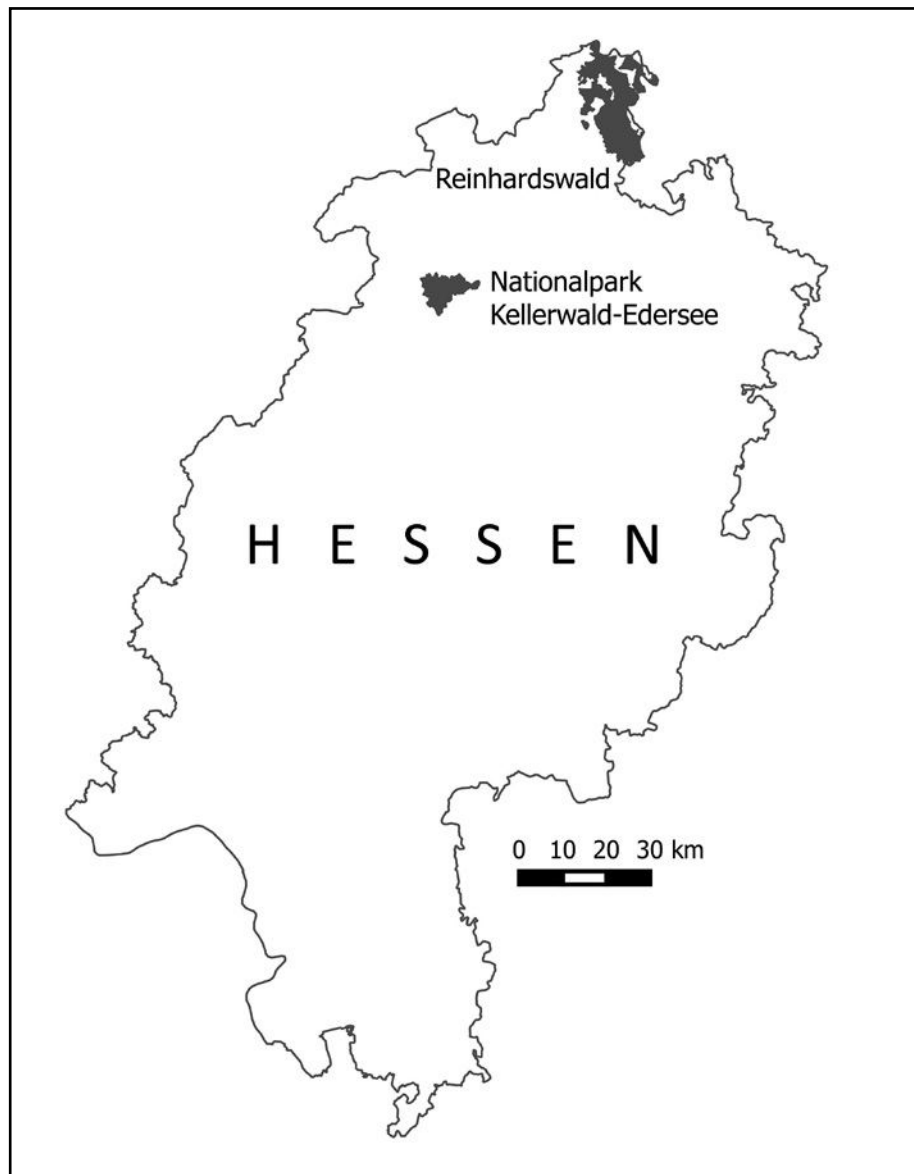 Reinhardswald
Nationalpark
Kellerwald-Edersee
H E S S E N
0 10 20 30 km